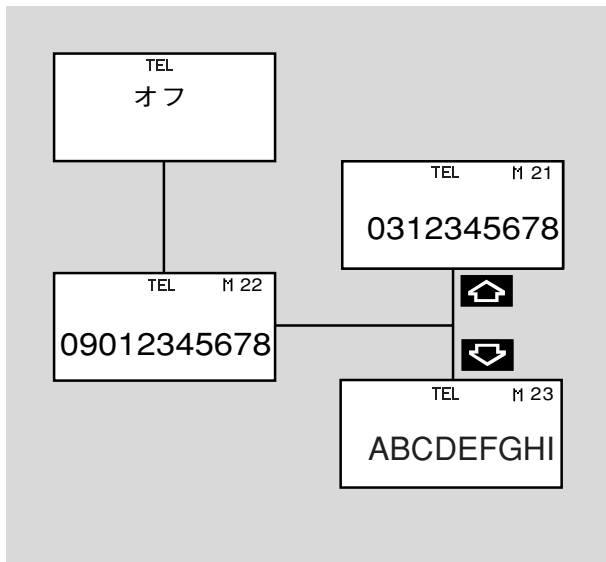 TEL
オフ
TEL M 21
0312345678
TEL M 22
09012345678
TEL M 23
ABCDEFGHI